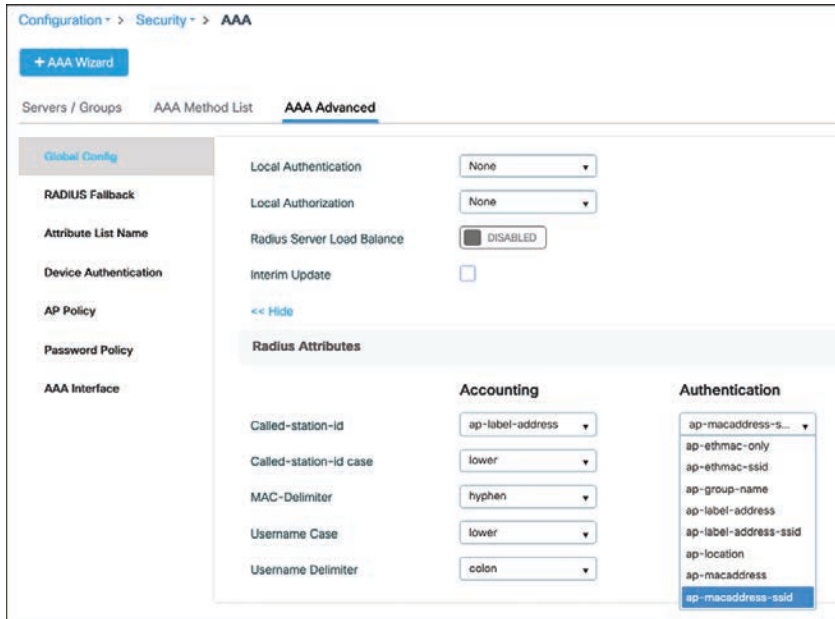 Configuration > Security > AAA
+ AAA Wizard
Servers / Groups AAA Method List AAA Advanced
Global Config
RADIUS Fallback
Attribute List Name
Device Authentication
AP Policy
Password Policy
AAA Interface
Local Authentication None
Local Authorization None
Radius Server Load Balance DISABLED
Interim Update
<< Hide
Radius Attributes
Accounting Authentication
Called-station-id ap-label-address ap-macaddress-s...
Called-station-id case lower
MAC-Delimiter hyphen
Username Case lower
Username Delimiter colon
ap-ethmac-only
ap-ethmac-ssid
ap-group-name
ap-label-address
ap-label-address-ssid
ap-location
ap-macaddress
ap-macaddress-ssid